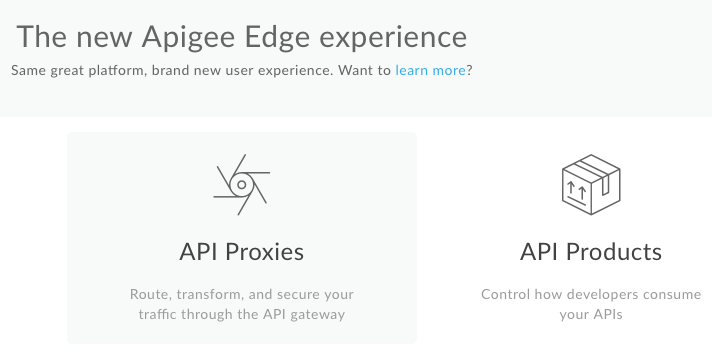 The new Apigee Edge experience
Same great platform, brand new user experience. Want to learn more?
API Proxies
Route, transform, and secure your
traffic through the API gateway
API Products
Control how developers consume
your APIs